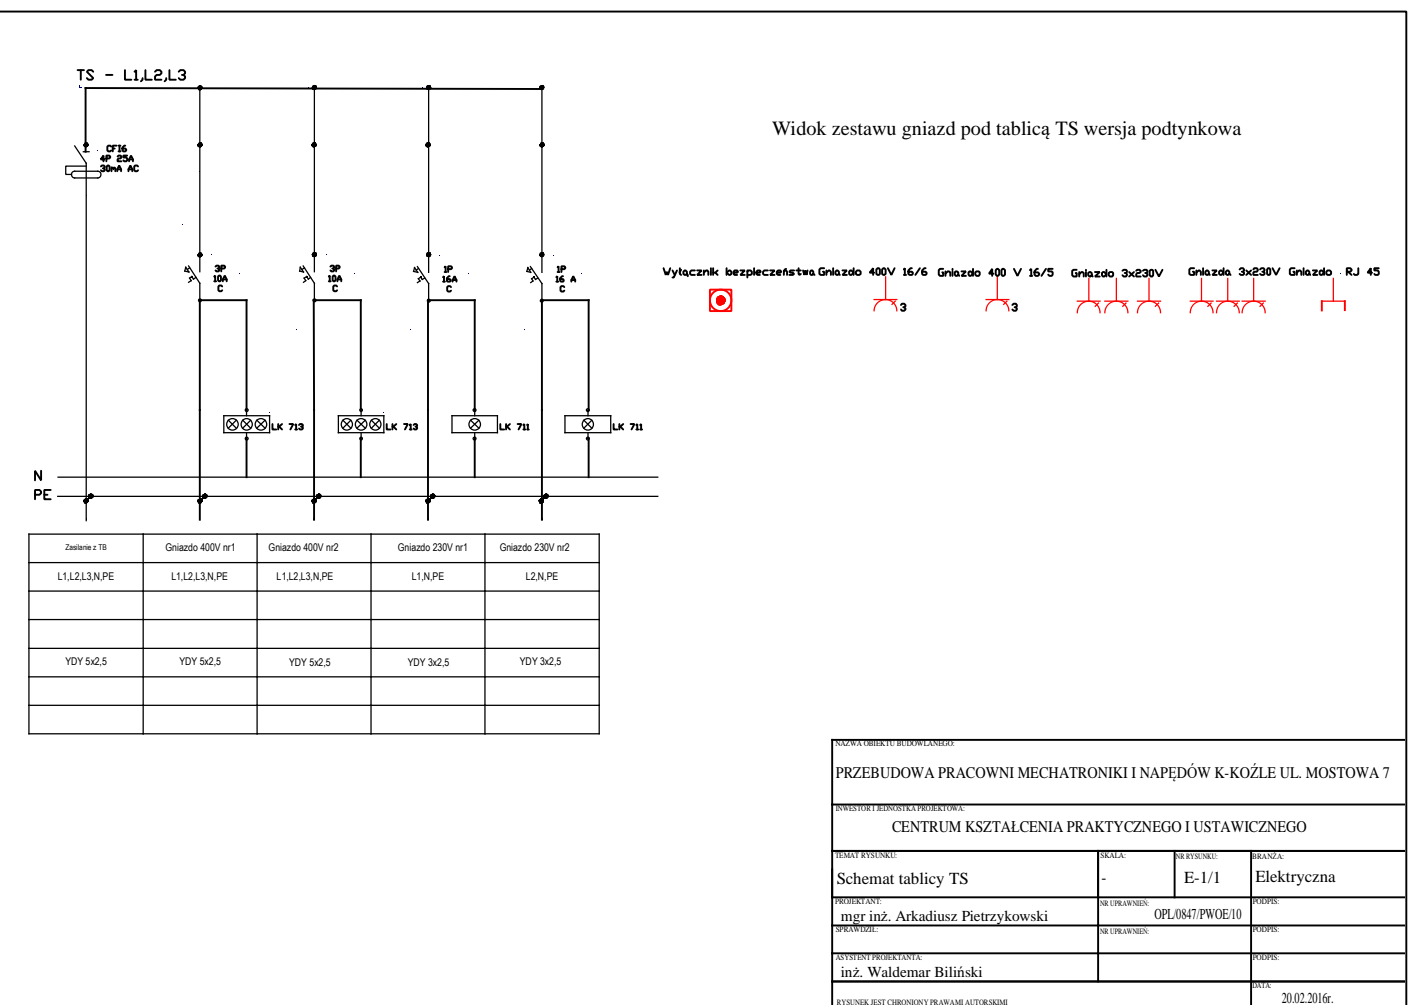 TS - L1,L2,L3
CFI6
4P 25A
30mA AC
3P
10A
C
3P
10A
C
1P
16A
C
1P
16 A
C
LK 713
LK 713
LK 711
LK 711
N
PE
Zasilanie z TB Gniazdo 400V nr1 Gniazdo 400V nr2 Gniazdo 230V nr1 Gniazdo 230V nr2
L1,L2,L3,N,PE L1,L2,L3,N,PE L1,L2,L3,N,PE L1,N,PE L2,N,PE
YDY 5x2,5 YDY 5x2,5 YDY 5x2,5 YDY 3x2,5 YDY 3x2,5
Widok zestawu gniazd pod tablicą TS wersja podtynkowa
Wyłącznik bezpieczeństwa Gniazdo 400V 16/6 Gniazdo 400 V 16/5 Gniazdo 3x230V Gniazda 3x230V Gniazdo RJ 45
3
3
NAZWA OBIEKTU BUDOWLANEGO:
PRZEBUDOWA PRACOWNI MECHATRONIKI I NAPĘDÓW K-KOŹLE UL. MOSTOWA 7
INWESTOR I JEDNOSTKA PROJEKTOWA:
CENTRUM KSZTAŁCENIA PRAKTYCZNEGO I USTAWICZNEGO
TEMAT RYSUNKU: SKALA: NR RYSUNKU: BRANŻA:
Schemat tablicy TS - E-1/1 Elektryczna
PROJEKTANT: NR UPRAWNIEŃ: PODPIS:
mgr inż. Arkadiusz Pietrzykowski OPL/0847/PWOE/10
SPRAWDZIŁ: NR UPRAWNIEŃ: PODPIS:
ASYSTENT PROJEKTANTA: PODPIS:
inż. Waldemar Biliński
DATA:
RYSUNEK JEST CHRONIONY PRAWAMI AUTORSKIMI 20.02.2016r.